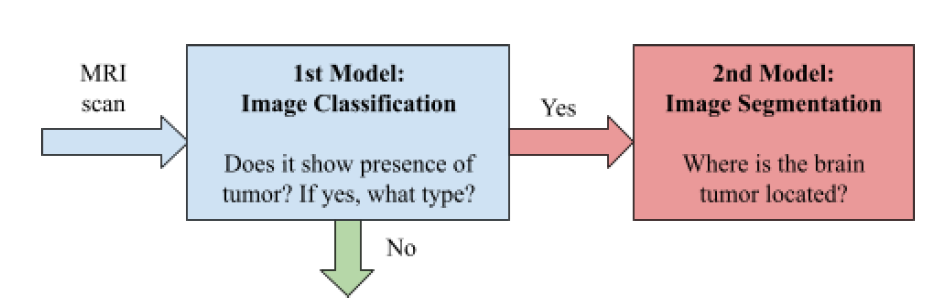 MRI
scan
1st Model:
Image Classification
Does it show presence of
tumor? If yes, what type?
Yes
2nd Model:
Image Segmentation
Where is the brain
tumor located?
No